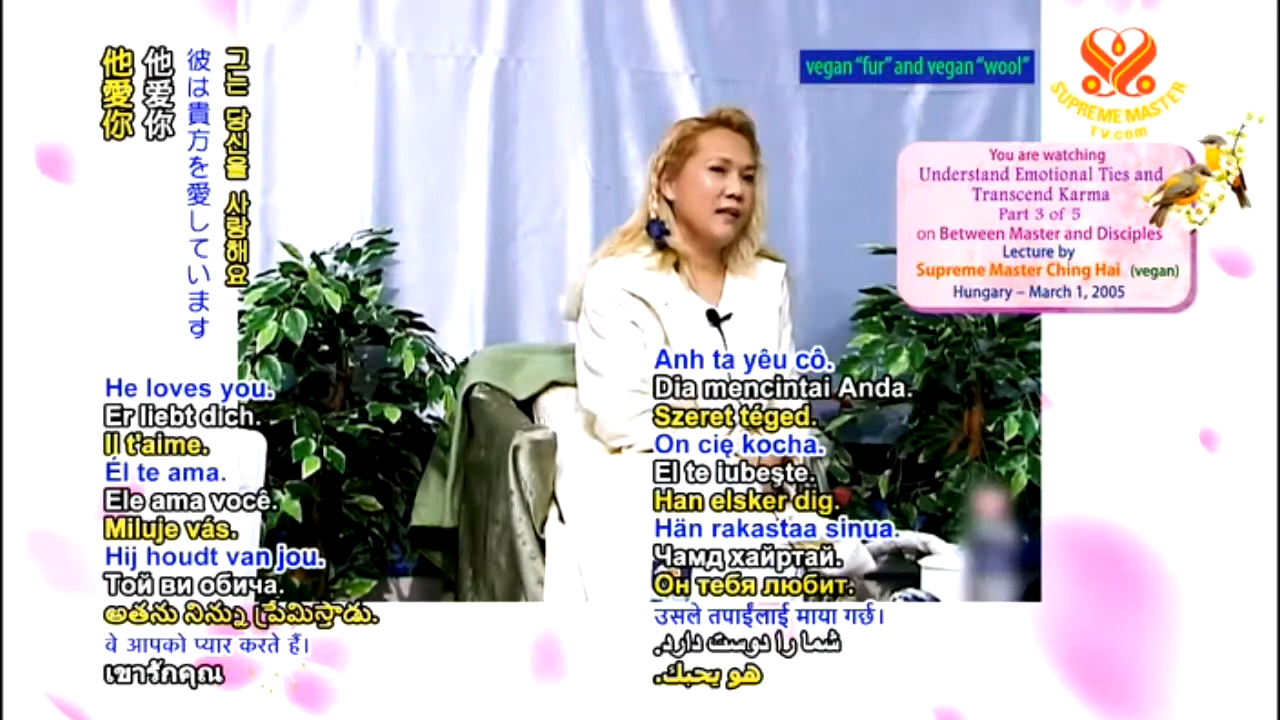 他愛你
他爱你
彼は貴方を愛しています
그는 당신을 사랑해요
vegan “fur” and vegan “wool”
SUPREME MASTER
TV.com
You are watching
Understand Emotional Ties and
Transcend Karma
Part 3 of 5
on Between Master and Disciples
Lecture by
Supreme Master Ching Hai (vegan)
Hungary – March 1, 2005
He loves you.
Er liebt dich.
Il t'aime.
Él te ama.
Ele ama você.
Miluje vás.
Hij houdt van jou.
Той ви обича.
అతను నిన్ను ప్రేమిస్తాడు.
वे आपको प्यार करते हैं।
เขารักคุณ
Anh ta yêu cô.
Dia mencintai Anda.
Szeret téged.
On cię kocha.
El te iubeşte.
Han elsker dig.
Hän rakastaa sinua.
Чамд хайртай.
Он тебя любит.
उसले तपाईंलाई माया गर्छ।
شما را دوست دارد.
هو يحبك.